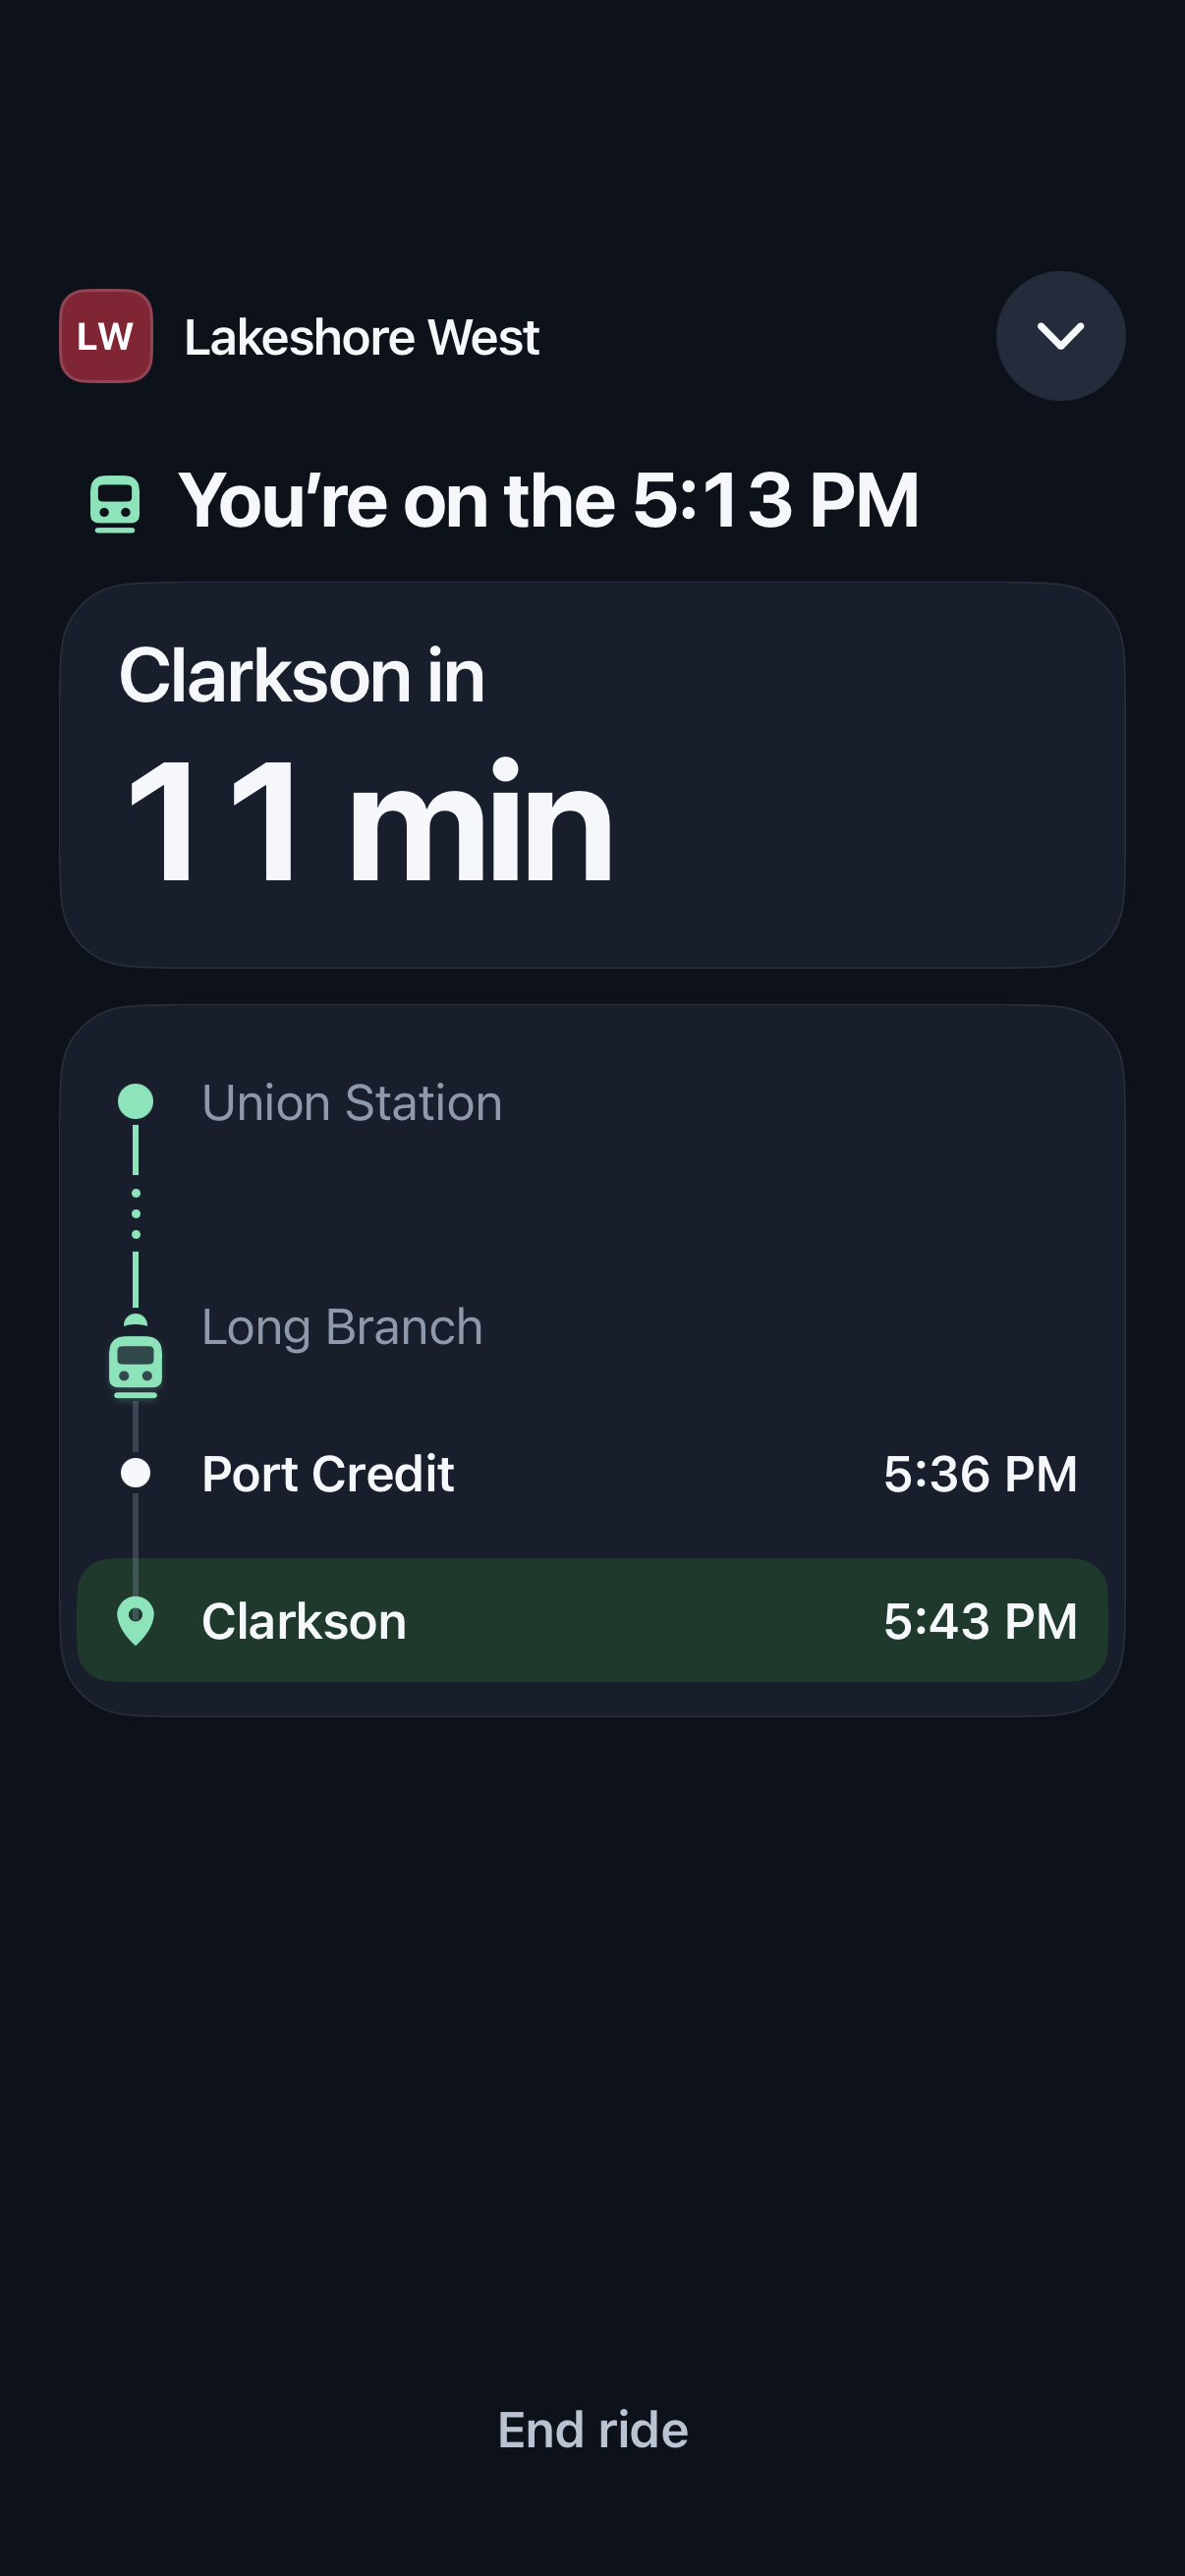 LW Lakeshore West
You’re on the 5:13 PM
Clarkson in
11 min
Union Station
Long Branch
Port Credit 5:36 PM
Clarkson 5:43 PM
End ride